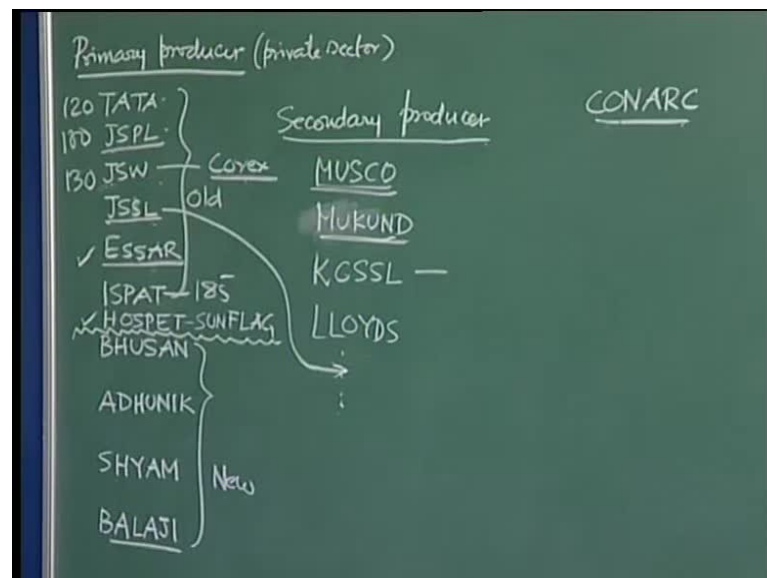 Primary producer (private sector)
120 TATA
180 JSPL
130 JSW — Corex
JSSL
Old
✓ ESSAR
ISPAT — 185
✓ HOSPET-SUNFLAG
BHUSAN
ADHUNIK
SHYAM
New
BALAJI
Secondary producer
MUSCO
MUKUND
KCSSL —
LLOYDS
CONARC